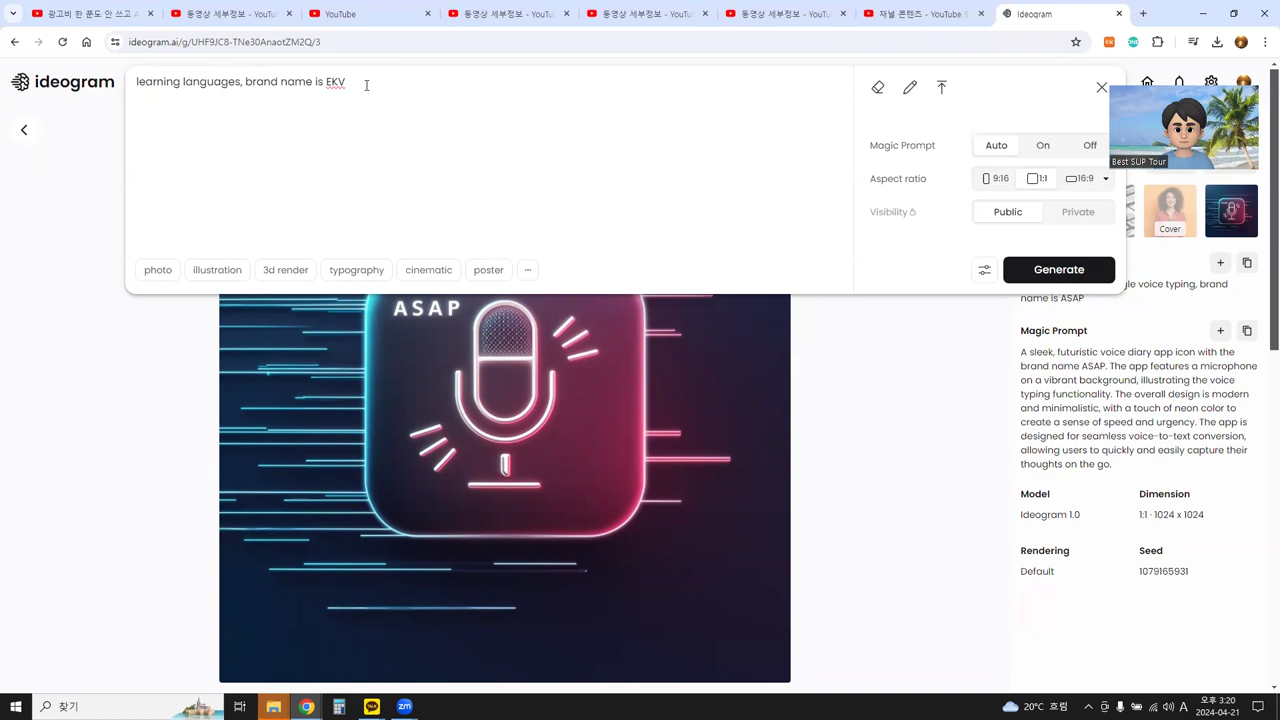 광고비 한 푼도 안 쓰고 A
동영상 세부정보 - YouTu
YouTube
동영상 세부정보 - YouTu
동영상 세부정보 - YouTu
동영상 세부정보 - YouTu
채널 콘텐츠 - YouTube S
Ideogram
ideogram.ai/g/UHF9JC8-TNe30AnaotZM2Q/3
ideogram
learning languages, brand name is EKV
Magic Prompt
Auto
On
Off
Aspect ratio
9:16
1:1
16:9
Visibility
Public
Private
Best SUP Tour
Cover
photo
illustration
3d render
typography
cinematic
poster
...
Generate
gle voice typing, brand
name is ASAP
Magic Prompt
A sleek, futuristic voice diary app icon with the
brand name ASAP. The app features a microphone
on a vibrant background, illustrating the voice
typing functionality. The overall design is modern
and minimalistic, with a touch of neon color to
create a sense of speed and urgency. The app is
designed for seamless voice-to-text conversion,
allowing users to quickly and easily capture their
thoughts on the go.
Model
Dimension
Ideogram 1.0
1:1 · 1024 x 1024
Rendering
Seed
Default
1079165931
ASAP
찾기
TALK
zm
20°C 흐림
A
오후 3:20
2024-04-21